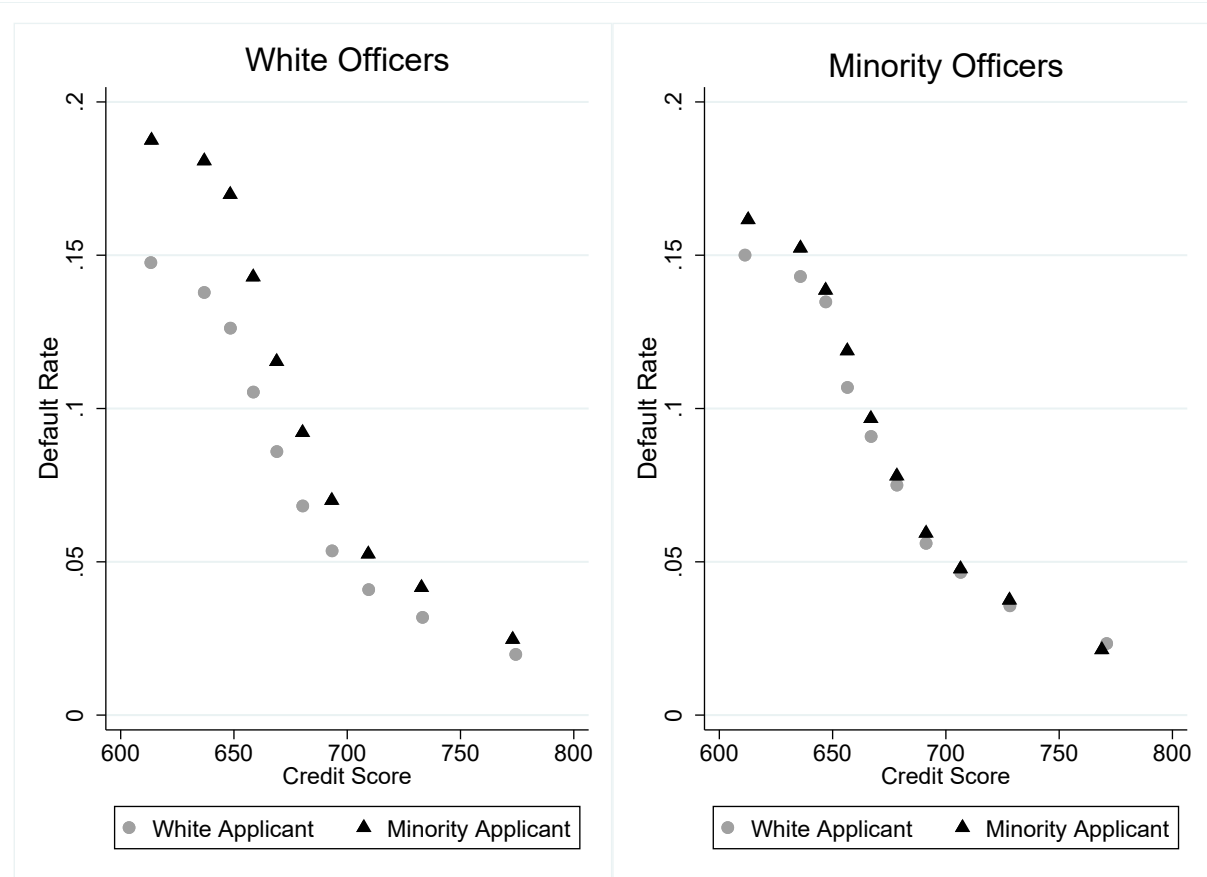 White Officers
.2
.15
.1
.05
0
Default Rate
600 650 700 750 800
Credit Score
White Applicant Minority Applicant
Minority Officers
.2
.15
.1
.05
0
Default Rate
600 650 700 750 800
Credit Score
White Applicant Minority Applicant